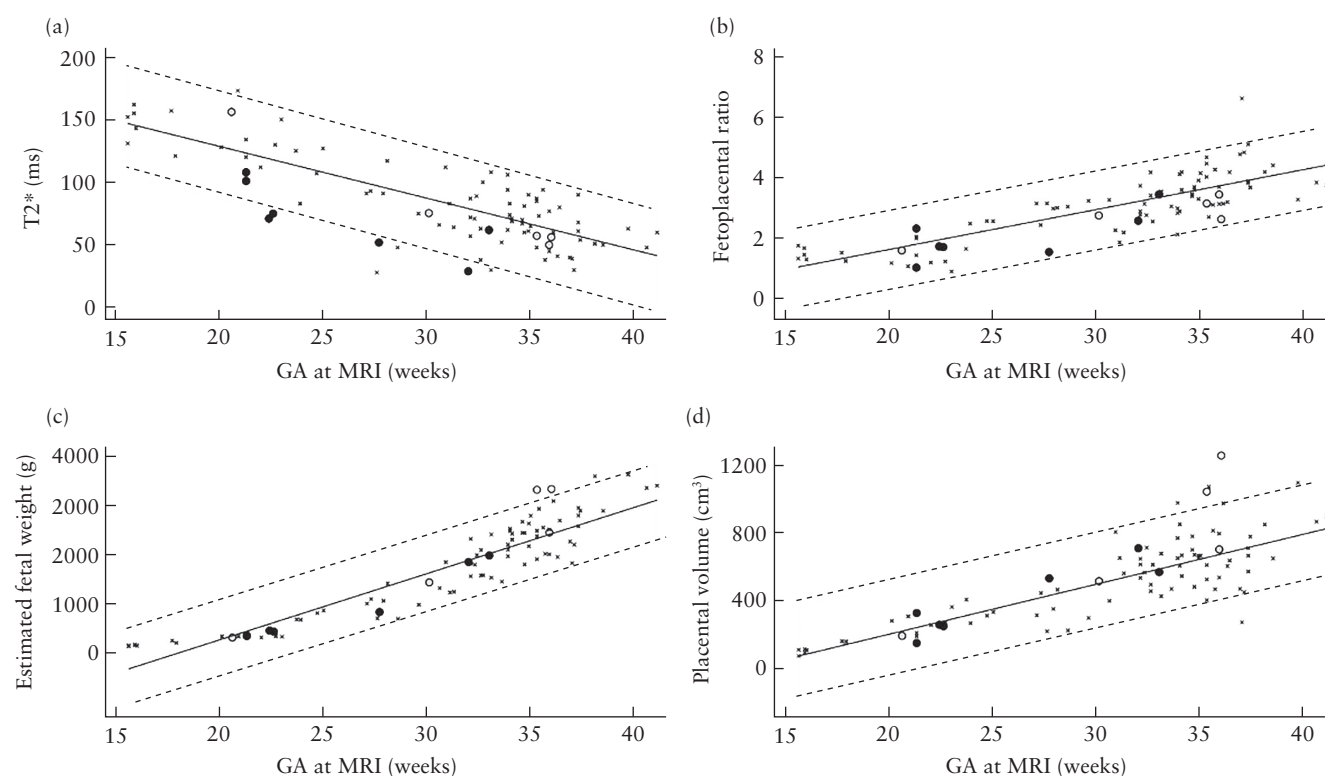 (a)
200
150
100
50
0
T2* (ms)
15 20 25 30 35 40
GA at MRI (weeks)
(b)
8
6
4
2
0
Fetoplacental ratio
15 20 25 30 35 40
GA at MRI (weeks)
(c)
4000
2000
2000
1000
0
Estimated fetal weight (g)
15 20 25 30 35 40
GA at MRI (weeks)
(d)
1200
800
400
0
Placental volume (cm³)
15 20 25 30 35 40
GA at MRI (weeks)